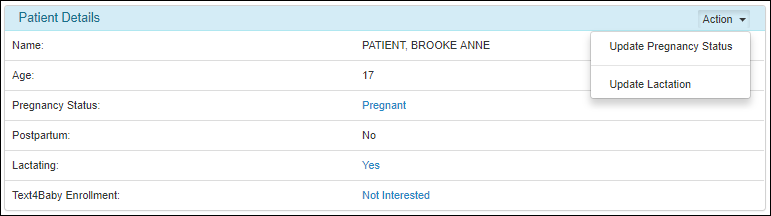 Patient Details Action
Name: PATIENT, BROOKE ANNE
Update Pregnancy Status
Age: 17
Update Lactation
Pregnancy Status: Pregnant
Postpartum: No
Lactating: Yes
Text4Baby Enrollment: Not Interested